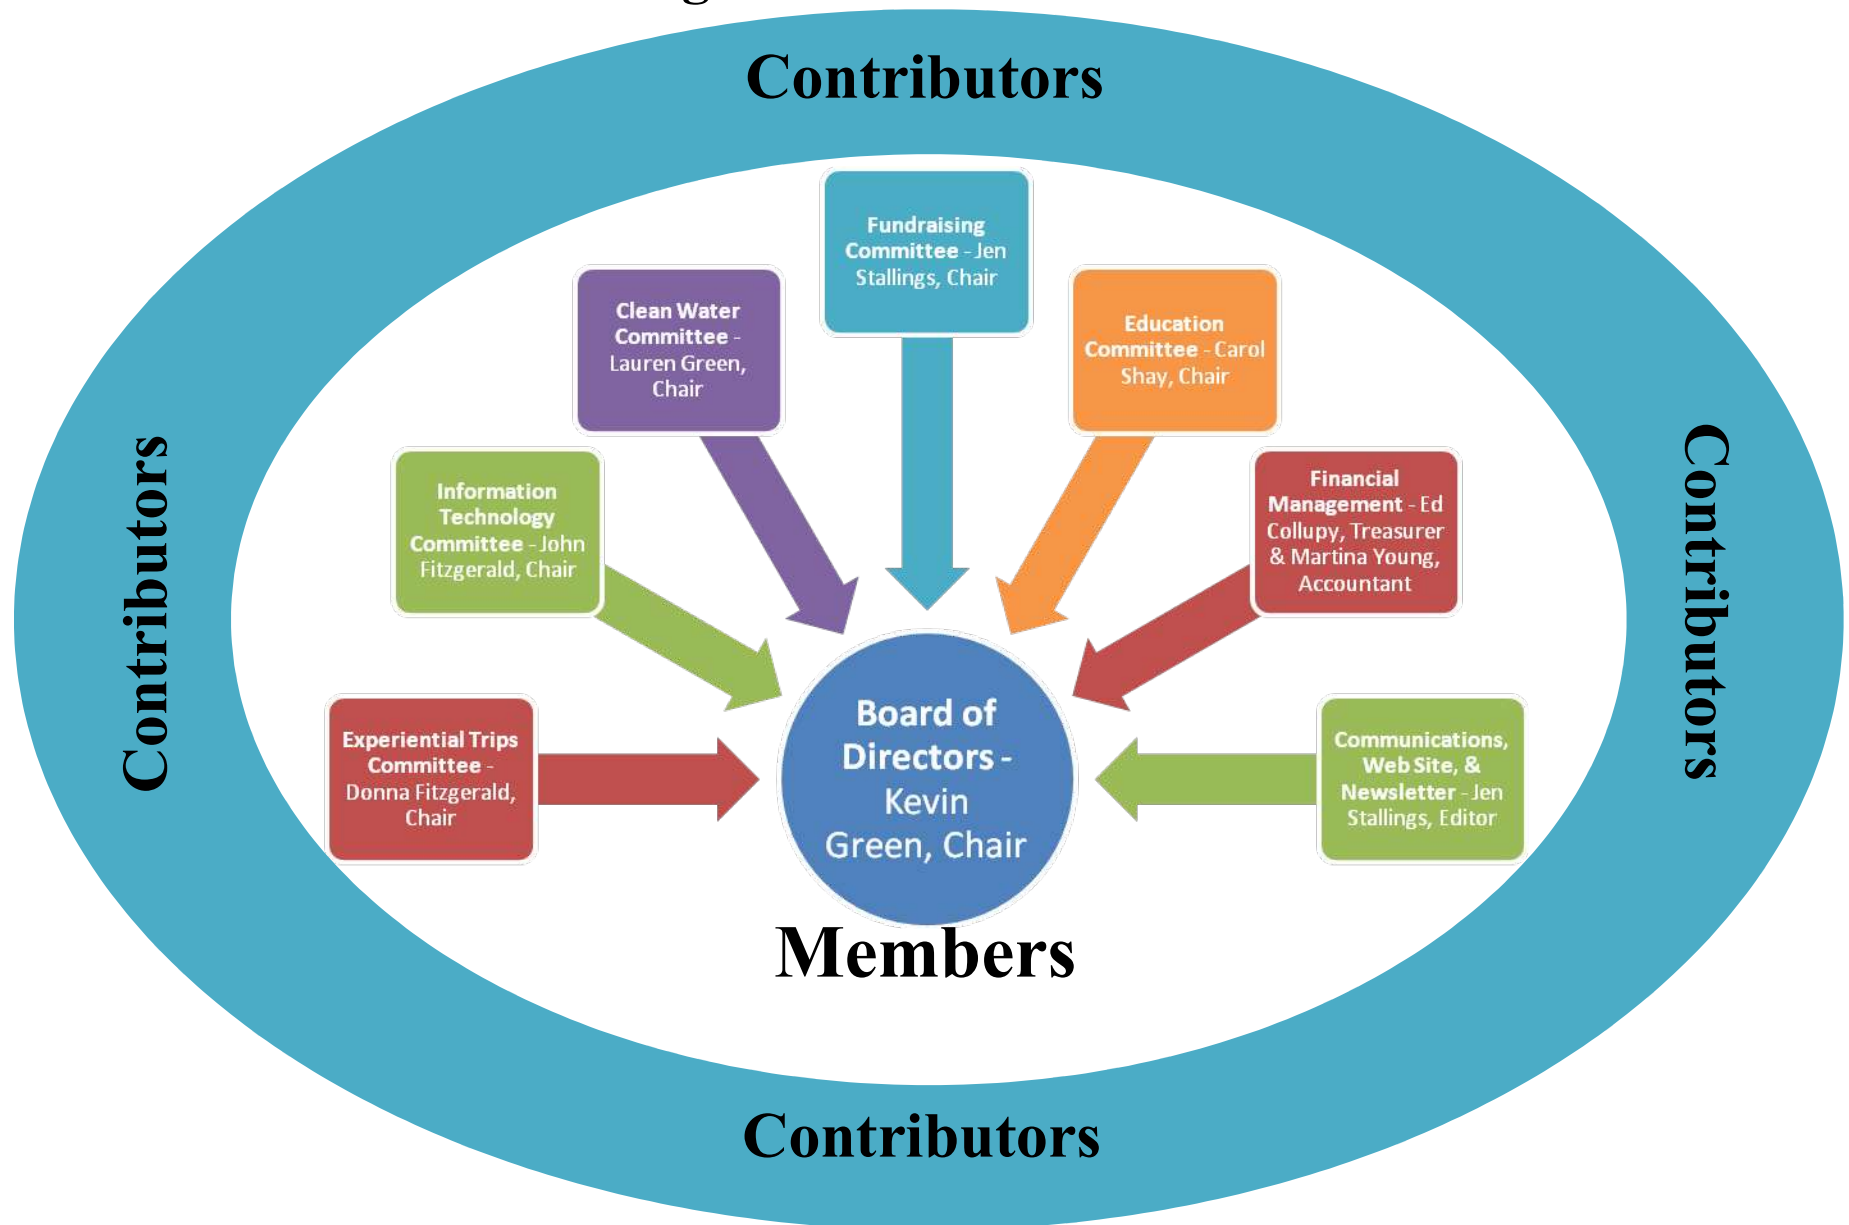 Contributors
Fundraising
Committee - Jen
Stallings, Chair
Clean Water
Committee -
Lauren Green,
Chair
Education
Committee - Carol
Shay, Chair
Information
Technology
Committee - John
Fitzgerald, Chair
Financial
Management - Ed
Collupy, Treasurer
& Martina Young,
Accountant
Contributors
Contributors
Experiential Trips
Committee -
Donna Fitzgerald,
Chair
Board of
Directors -
Kevin
Green, Chair
Communications,
Web Site, &
Newsletter - Jen
Stallings, Editor
Members
Contributors